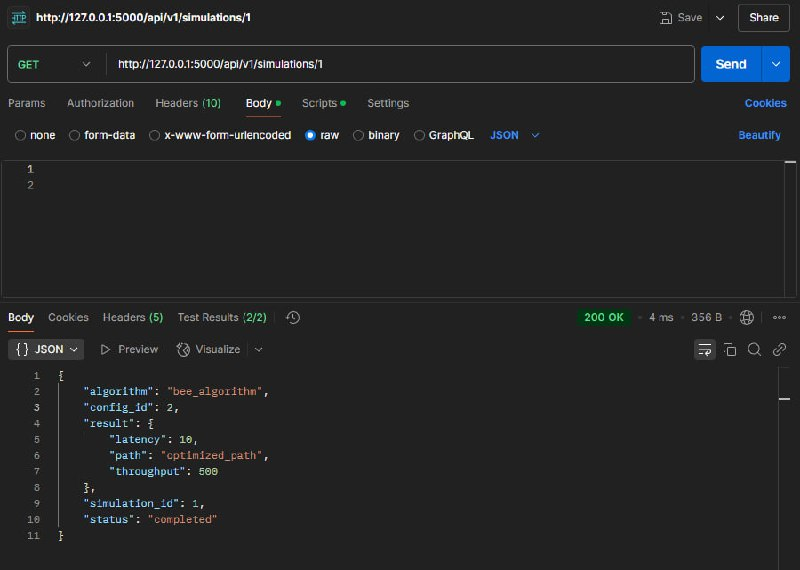 HTTP http://127.0.0.1:5000/api/v1/simulations/1 Save Share
GET http://127.0.0.1:5000/api/v1/simulations/1 Send
Params Authorization Headers (10) Body Scripts Settings Cookies
none form-data x-www-form-urlencoded raw binary GraphQL JSON Beautify
1
2
Body Cookies Headers (5) Test Results (2/2) 200 OK 4 ms 356 B
{} JSON Preview Visualize
1 {
2 "algorithm": "bee_algorithm",
3 "config_id": 2,
4 "result": {
5 "latency": 10,
6 "path": "optimized_path",
7 "throughput": 500
8 },
9 "simulation_id": 1,
10 "status": "completed"
11 }